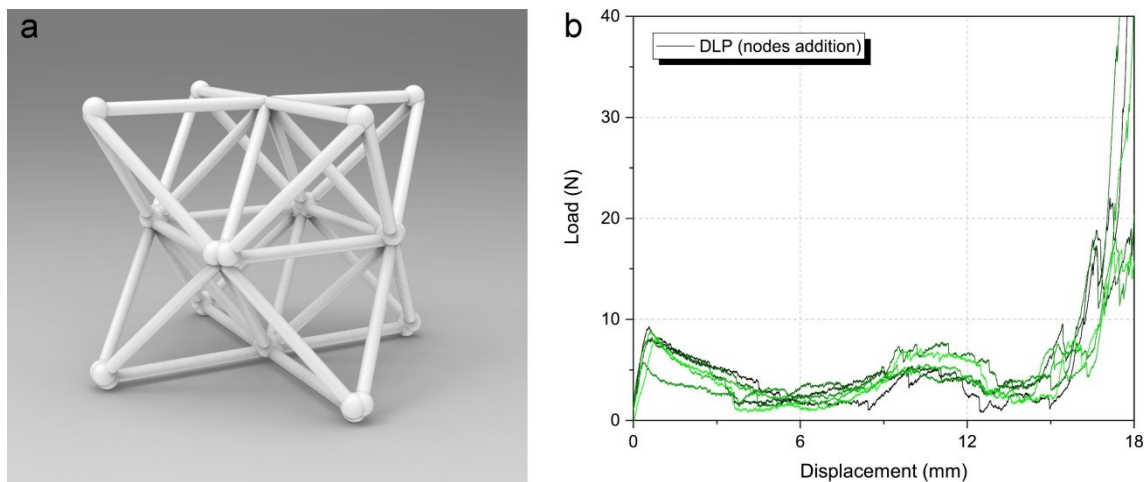 a
b
DLP (nodes addition)
Load (N)
40
30
20
10
0
0
6
12
18
Displacement (mm)